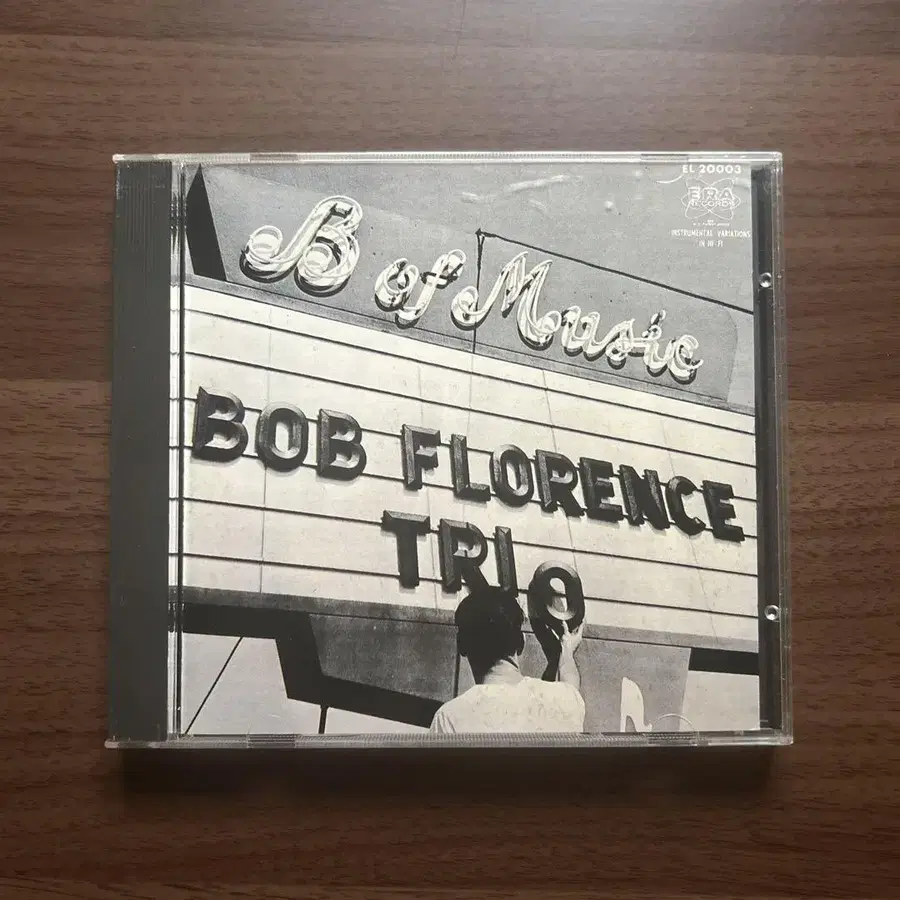 EL 20003
ERA
RECORDS
INSTRUMENTAL VARIATIONS
IN HI-FI
B of Music
BOB FLORENCE
TRIO